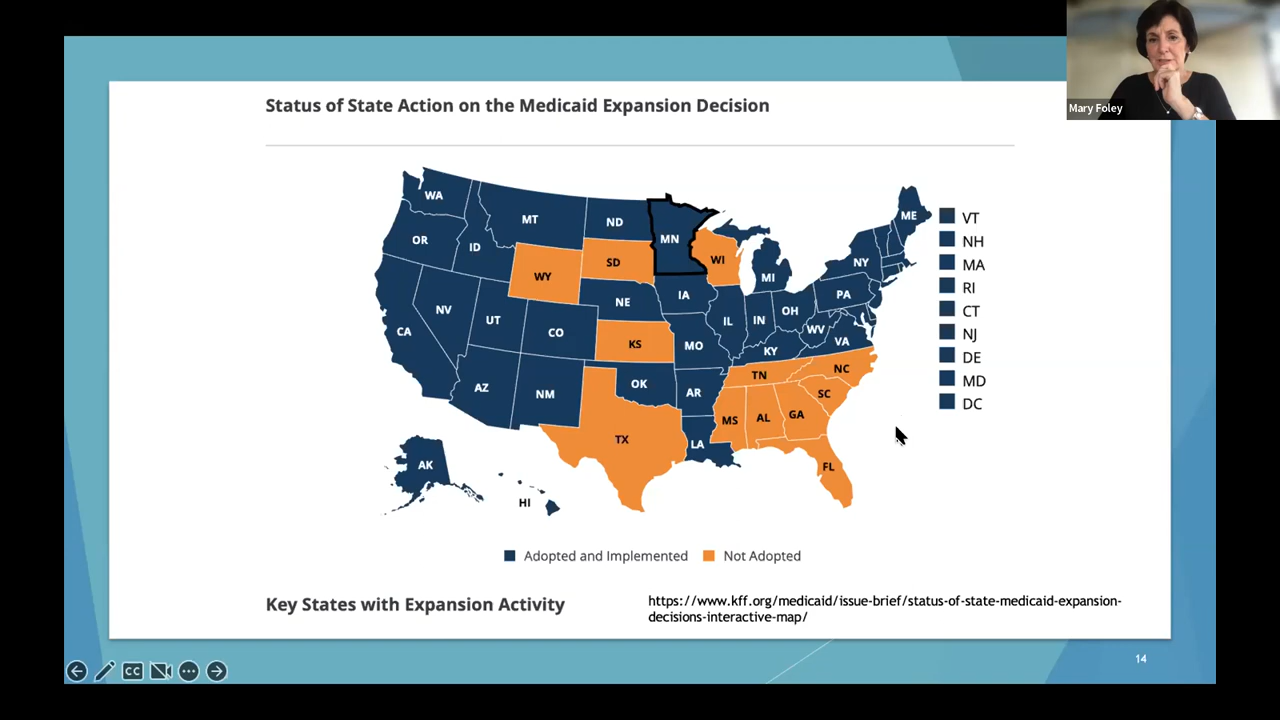 Mary Foley
Status of State Action on the Medicaid Expansion Decision
WA
MT
ND
MN
ME
OR
ID
SD
WI
NY
WY
MI
NE
IA
PA
NV
UT
CO
IL
IN
OH
WV
VA
CA
KS
MO
KY
AZ
NM
OK
AR
TN
NC
SC
MS
AL
GA
TX
LA
FL
AK
HI
VT
NH
MA
RI
CT
NJ
DE
MD
DC
Adopted and Implemented
Not Adopted
Key States with Expansion Activity
https://www.kff.org/medicaid/issue-brief/status-of-state-medicaid-expansion-
decisions-interactive-map/
14
CC